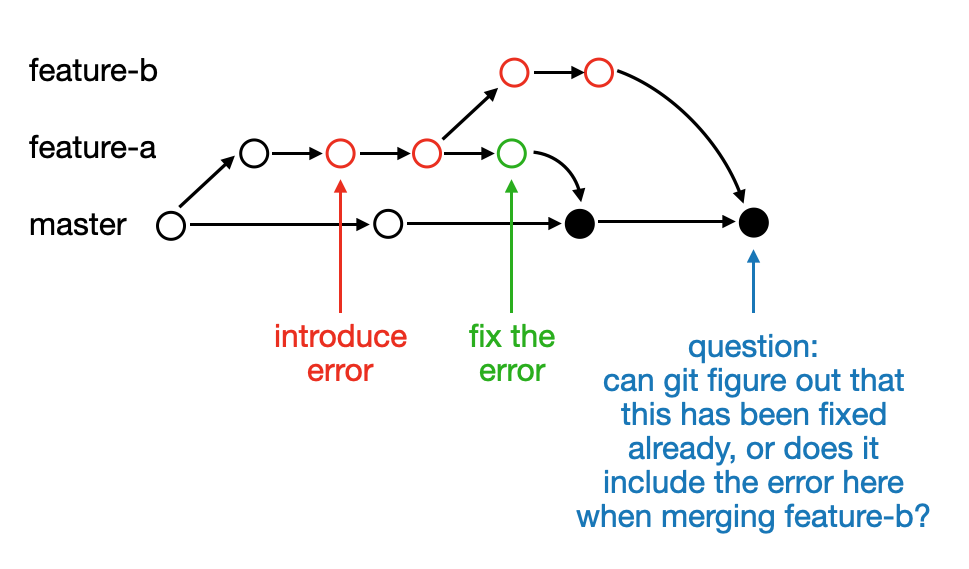 feature-b
feature-a
master
introduce
error
fix the
error
question:
can git figure out that
this has been fixed
already, or does it
include the error here
when merging feature-b?